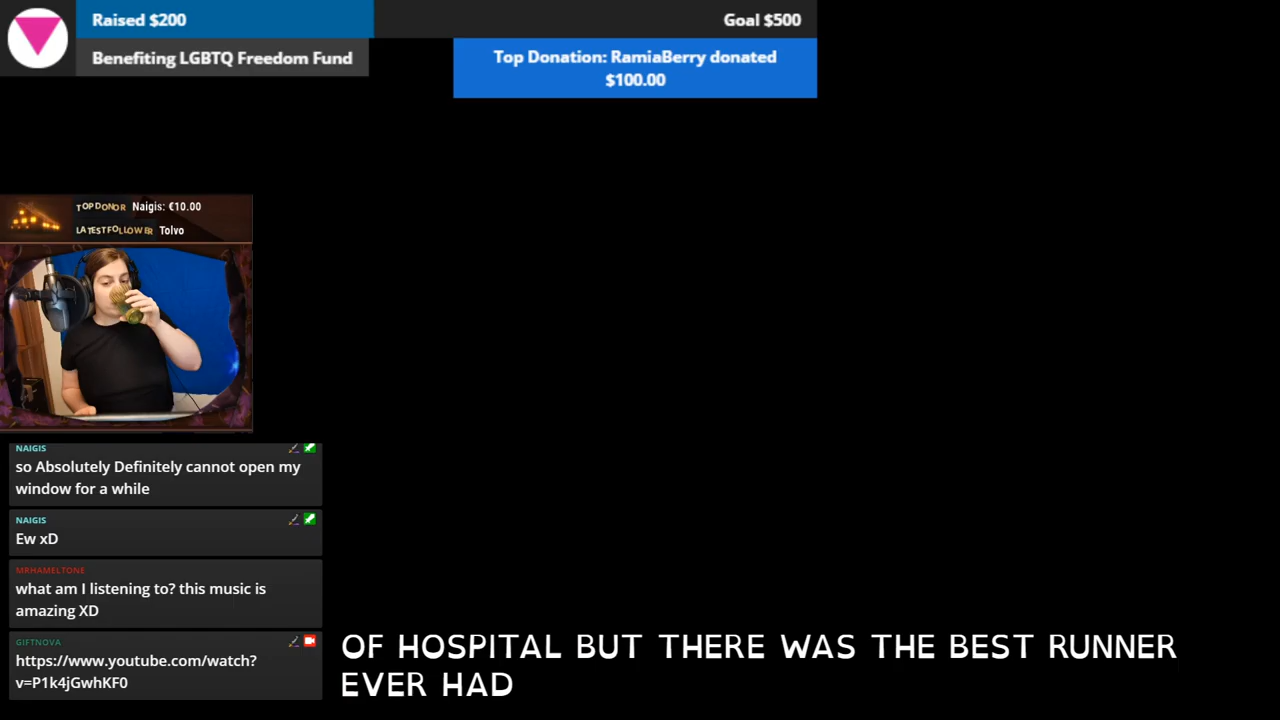 Raised $200
Goal $500
Benefiting LGBTQ Freedom Fund
Top Donation: RamiaBerry donated
$100.00
TOP DONOR Naigis: €10.00
LATEST FOLLOWER Tolvo
NAIGIS
so Absolutely Definitely cannot open my
window for a while
NAIGIS
Ew xD
MRHAMELTONE
what am I listening to? this music is
amazing XD
GIFTNOVA
https://www.youtube.com/watch?
v=P1k4jGwhKF0
OF HOSPITAL BUT THERE WAS THE BEST RUNNER
EVER HAD